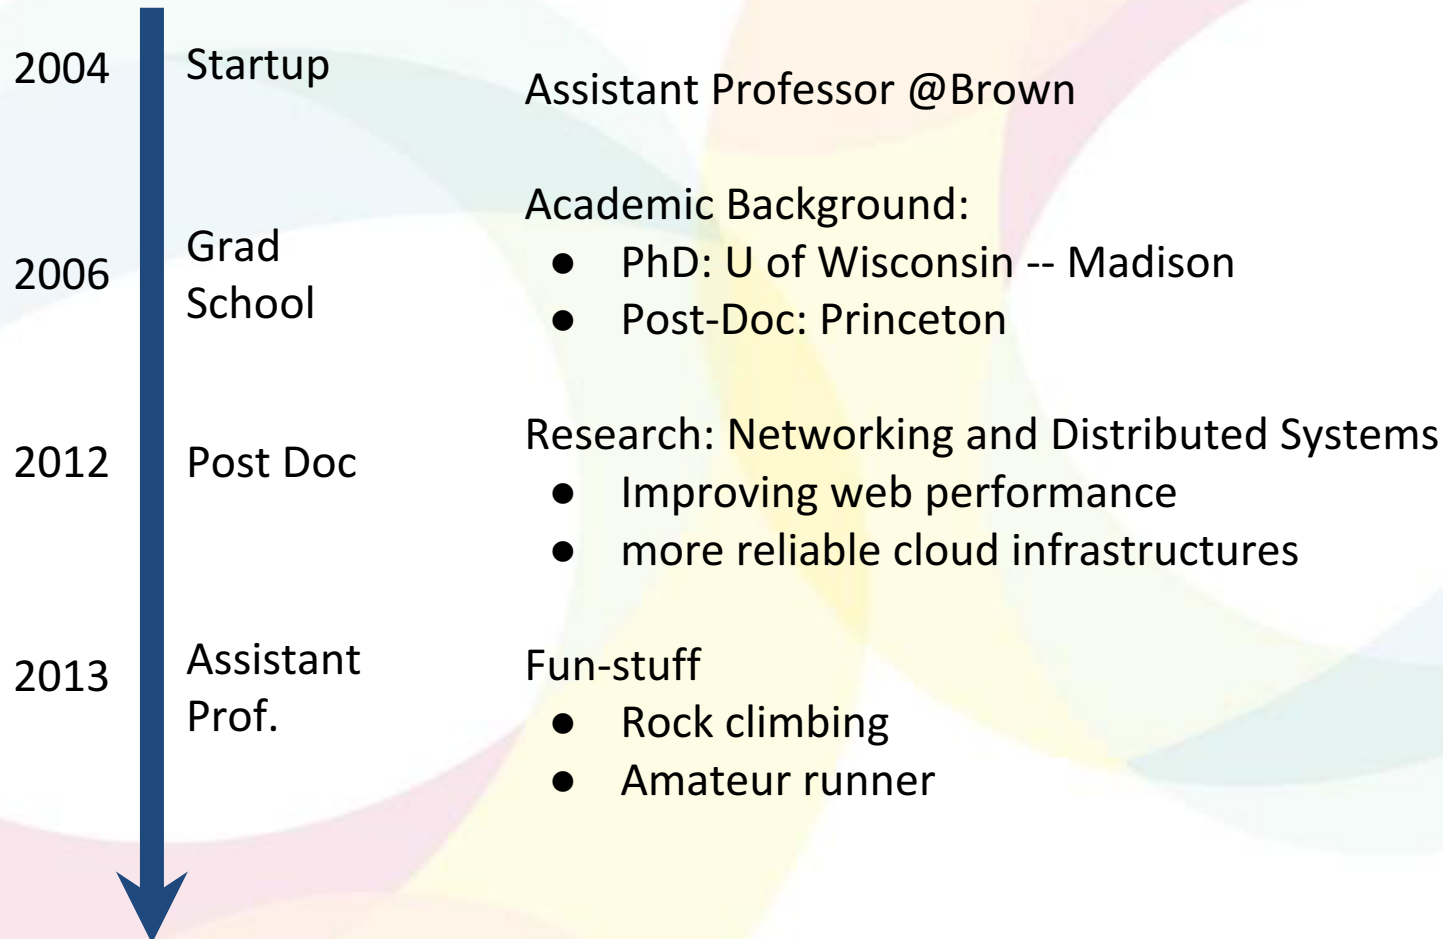 2004
Startup
2006
Grad
School
2012
Post Doc
2013
Assistant
Prof.
Assistant Professor @Brown
Academic Background:
● PhD: U of Wisconsin -- Madison
● Post-Doc: Princeton
Research: Networking and Distributed Systems
● Improving web performance
● more reliable cloud infrastructures
Fun-stuff
● Rock climbing
● Amateur runner